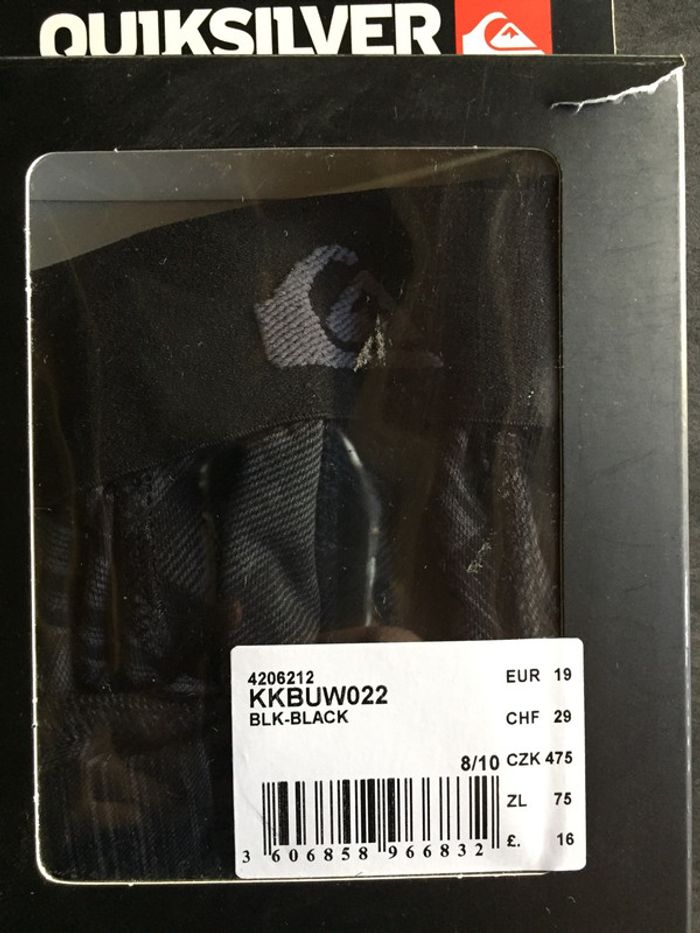 QUIKSILVER
4206212
KKBUW022
BLK-BLACK
8/10
EUR 19
CHF 29
CZK 475
ZL 75
£. 16
3 606858 966832